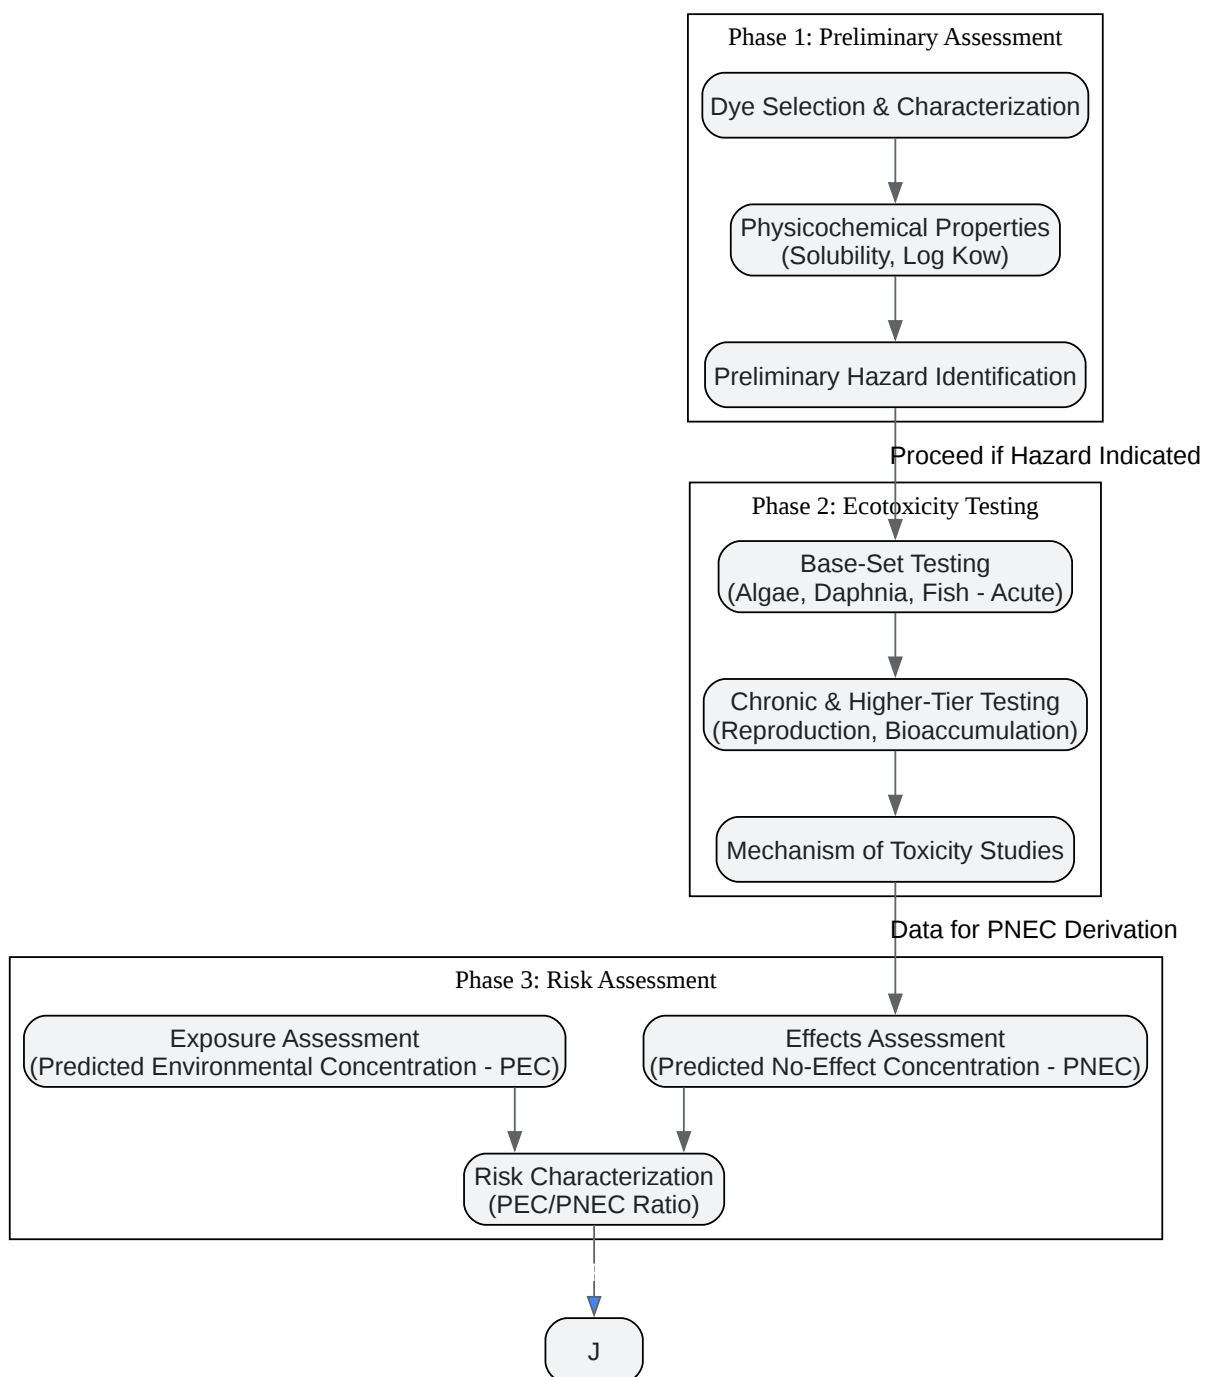 Phase 1: Preliminary Assessment
Dye Selection & Characterization
Physicochemical Properties
(Solubility, Log Kow)
Preliminary Hazard Identification
Proceed if Hazard Indicated
Phase 2: Ecotoxicity Testing
Base-Set Testing
(Algae, Daphnia, Fish - Acute)
Chronic & Higher-Tier Testing
(Reproduction, Bioaccumulation)
Mechanism of Toxicity Studies
Data for PNEC Derivation
Phase 3: Risk Assessment
Exposure Assessment
(Predicted Environmental Concentration - PEC)
Effects Assessment
(Predicted No-Effect Concentration - PNEC)
Risk Characterization
(PEC/PNEC Ratio)
J